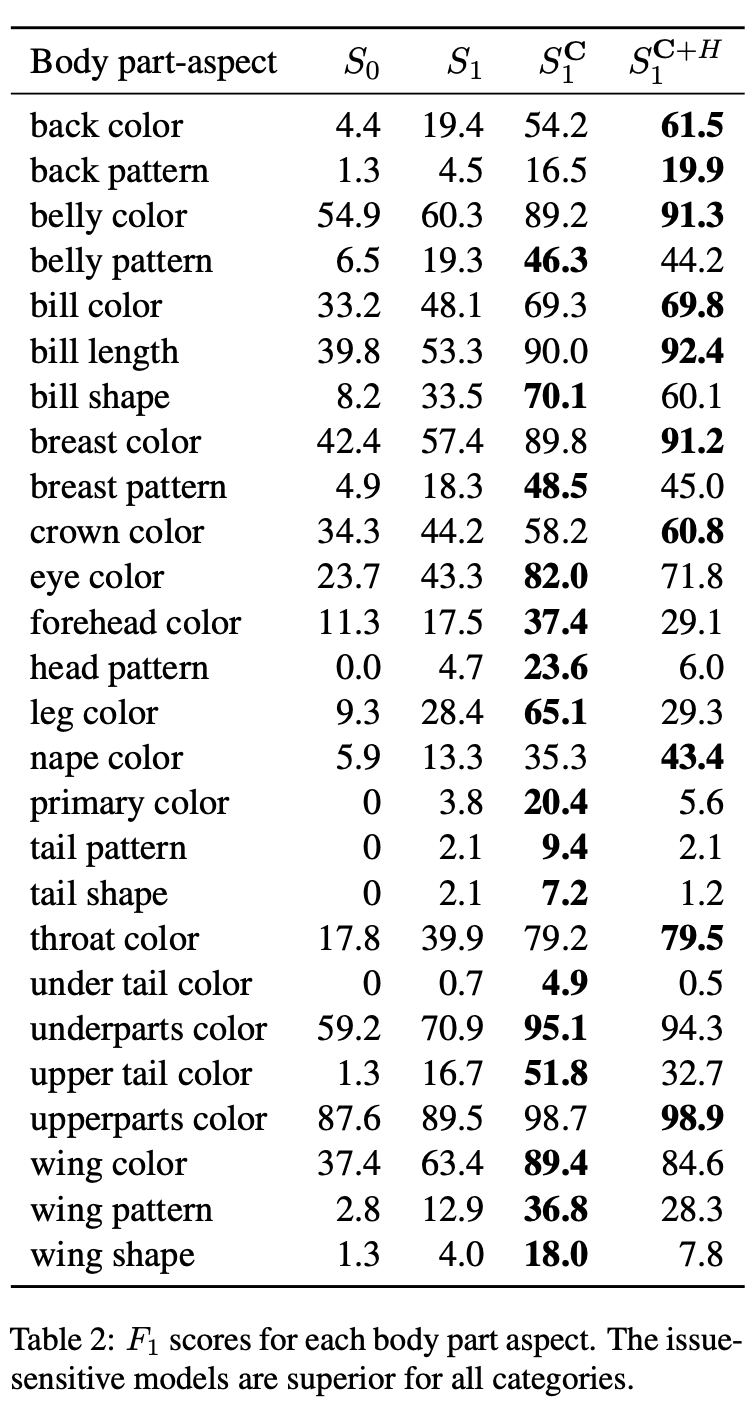 Body part-aspect S₀ S₁ S₁^C S₁^C+H
back color 4.4 19.4 54.2 61.5
back pattern 1.3 4.5 16.5 19.9
belly color 54.9 60.3 89.2 91.3
belly pattern 6.5 19.3 46.3 44.2
bill color 33.2 48.1 69.3 69.8
bill length 39.8 53.3 90.0 92.4
bill shape 8.2 33.5 70.1 60.1
breast color 42.4 57.4 89.8 91.2
breast pattern 4.9 18.3 48.5 45.0
crown color 34.3 44.2 58.2 60.8
eye color 23.7 43.3 82.0 71.8
forehead color 11.3 17.5 37.4 29.1
head pattern 0.0 4.7 23.6 6.0
leg color 9.3 28.4 65.1 29.3
nape color 5.9 13.3 35.3 43.4
primary color 0 3.8 20.4 5.6
tail pattern 0 2.1 9.4 2.1
tail shape 0 2.1 7.2 1.2
throat color 17.8 39.9 79.2 79.5
under tail color 0 0.7 4.9 0.5
underparts color 59.2 70.9 95.1 94.3
upper tail color 1.3 16.7 51.8 32.7
upperparts color 87.6 89.5 98.7 98.9
wing color 37.4 63.4 89.4 84.6
wing pattern 2.8 12.9 36.8 28.3
wing shape 1.3 4.0 18.0 7.8
Table 2: F₁ scores for each body part aspect. The issue-
sensitive models are superior for all categories.